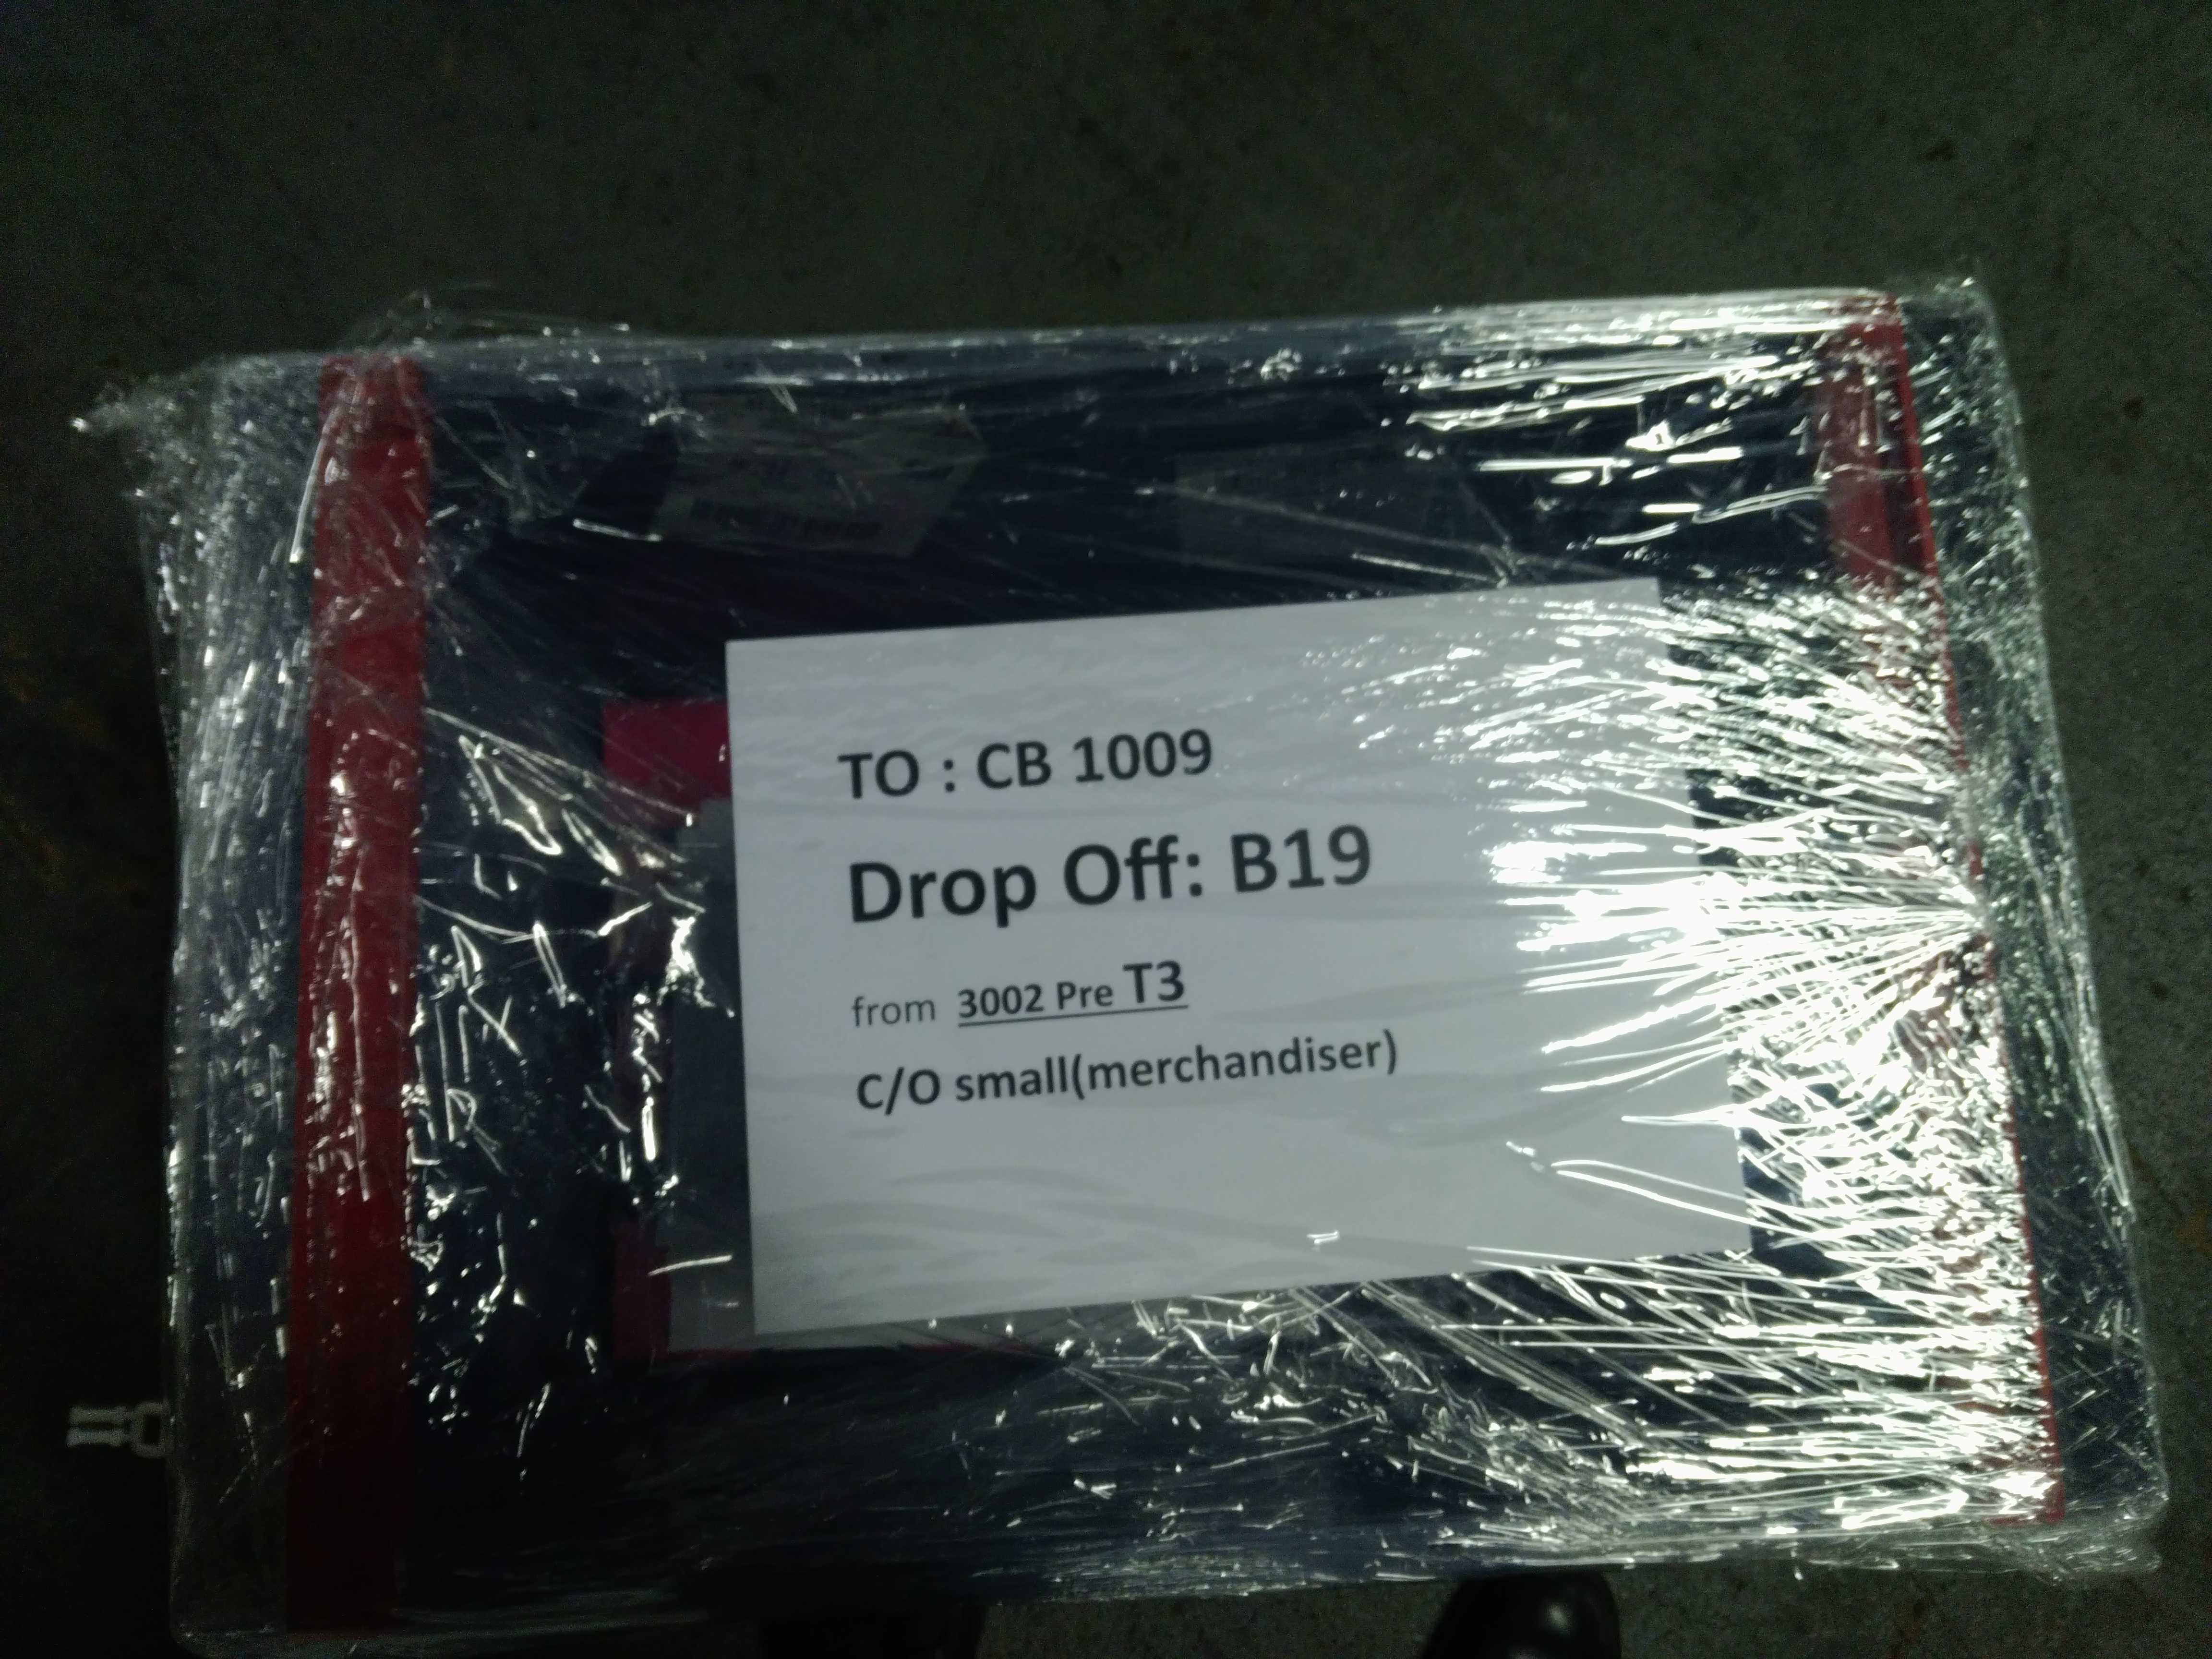 TO : CB 1009
Drop Off: B19
from 3002 Pre T3
C/O small(merchandiser)